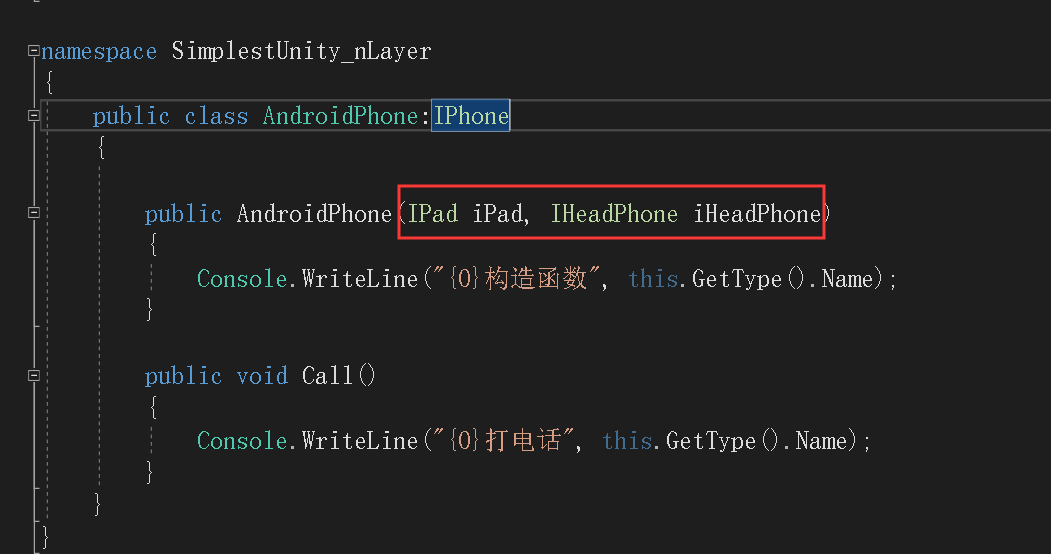 namespace SimplestUnity_nLayer
{
public class AndroidPhone:IPhone
{
public AndroidPhone(IPad iPad, IHeadPhone iHeadPhone)
{
Console.WriteLine("{0}构造函数", this.GetType().Name);
}
public void Call()
{
Console.WriteLine("{0}打电话", this.GetType().Name);
}
}
}